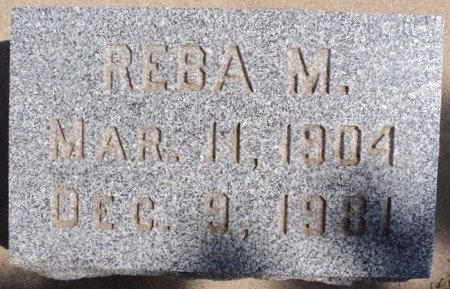 REBA M.
MAR. 11, 1904
DEC. 9, 1981